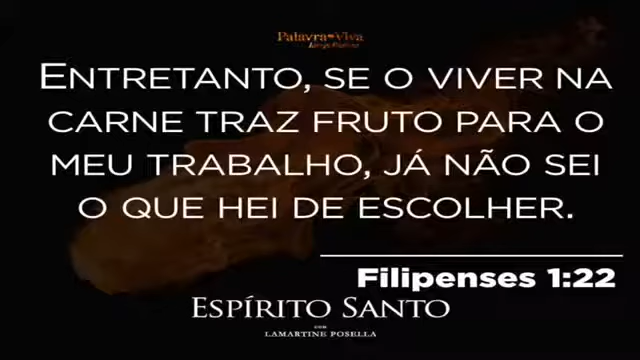 Palavra Viva
ENTRETANTO, SE O VIVER NA
CARNE TRAZ FRUTO PARA O
MEU TRABALHO, JÁ NÃO SEI
O QUE HEI DE ESCOLHER.
Filipenses 1:22
ESPÍRITO SANTO
COM
LAMARTINE POSELLA